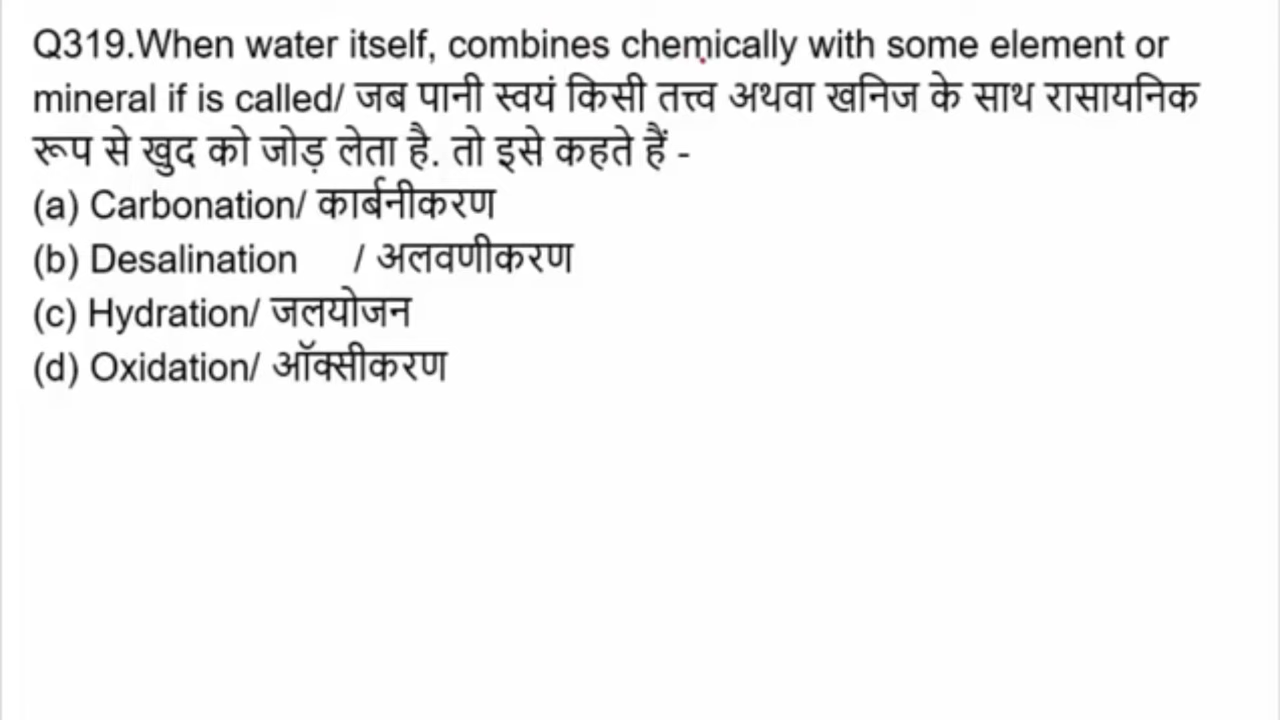 Q319.When water itself, combines chemically with some element or
mineral if is called/ जब पानी स्वयं किसी तत्त्व अथवा खनिज के साथ रासायनिक
रूप से खुद को जोड़ लेता है. तो इसे कहते हैं -
(a) Carbonation/ कार्बनीकरण
(b) Desalination / अलवणीकरण
(c) Hydration/ जलयोजन
(d) Oxidation/ ऑक्सीकरण